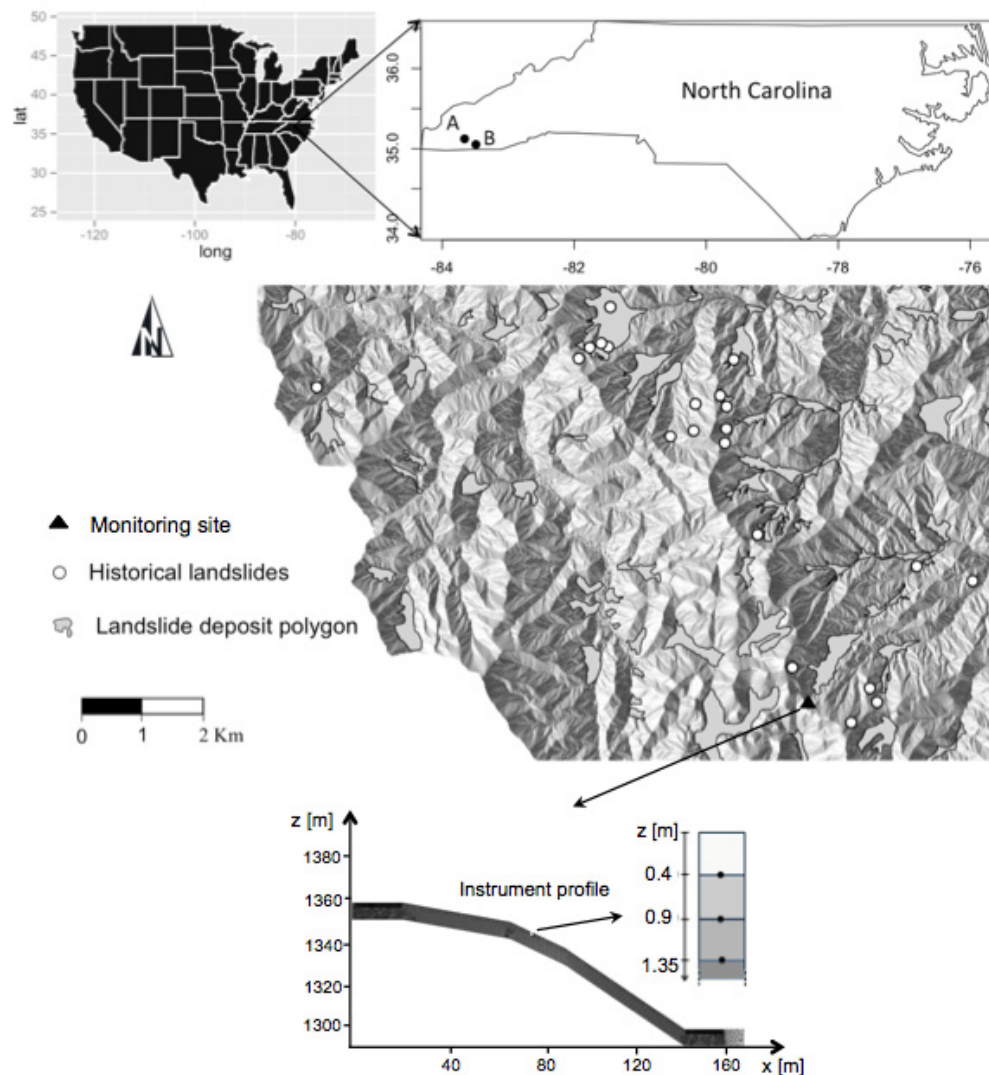 50
45
40
35
30
25
lat
-120
-100
-80
long
36.0
35.0
34.0
North Carolina
A
B
-84
-82
-80
-78
-76
N
Monitoring site
Historical landslides
Landslide deposit polygon
0
1
2 Km
z [m]
1380
1360
1340
1320
1300
40
80
120
160
x [m]
Instrument profile
z [m]
0.4
0.9
1.35